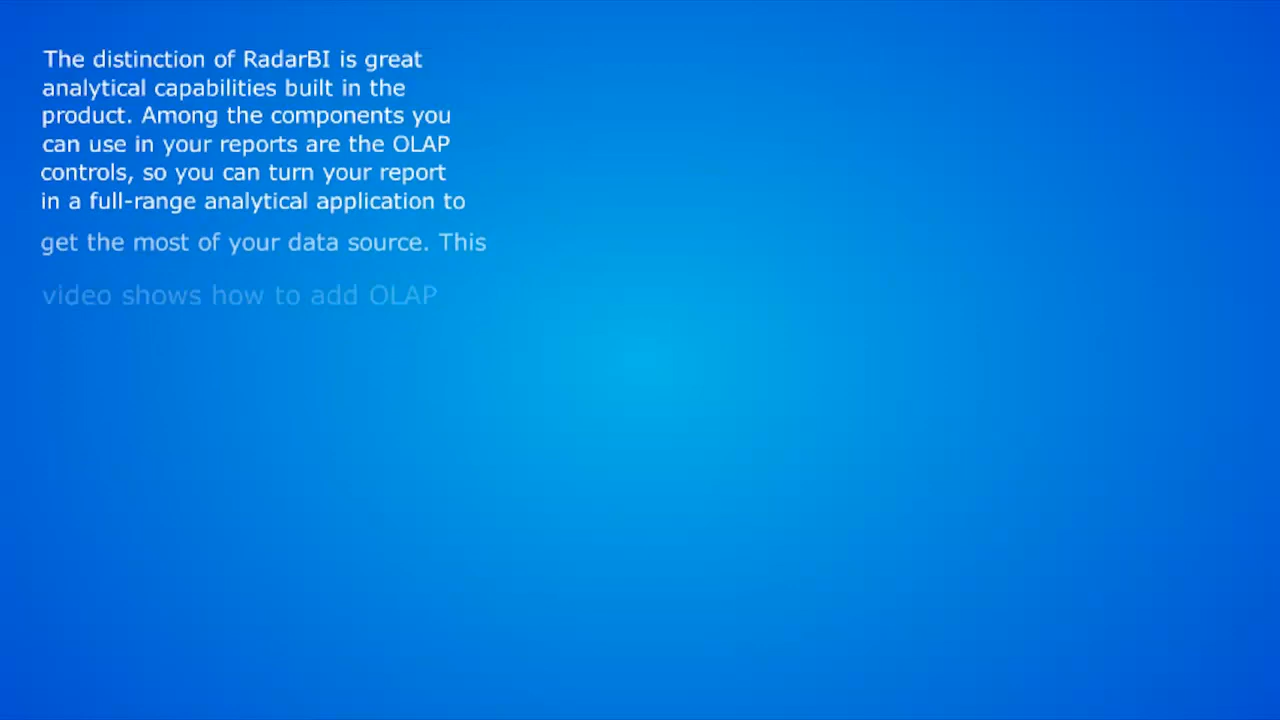 The distinction of RadarBI is great
analytical capabilities built in the
product. Among the components you
can use in your reports are the OLAP
controls, so you can turn your report
in a full-range analytical application to
get the most of your data source. This
video shows how to add OLAP